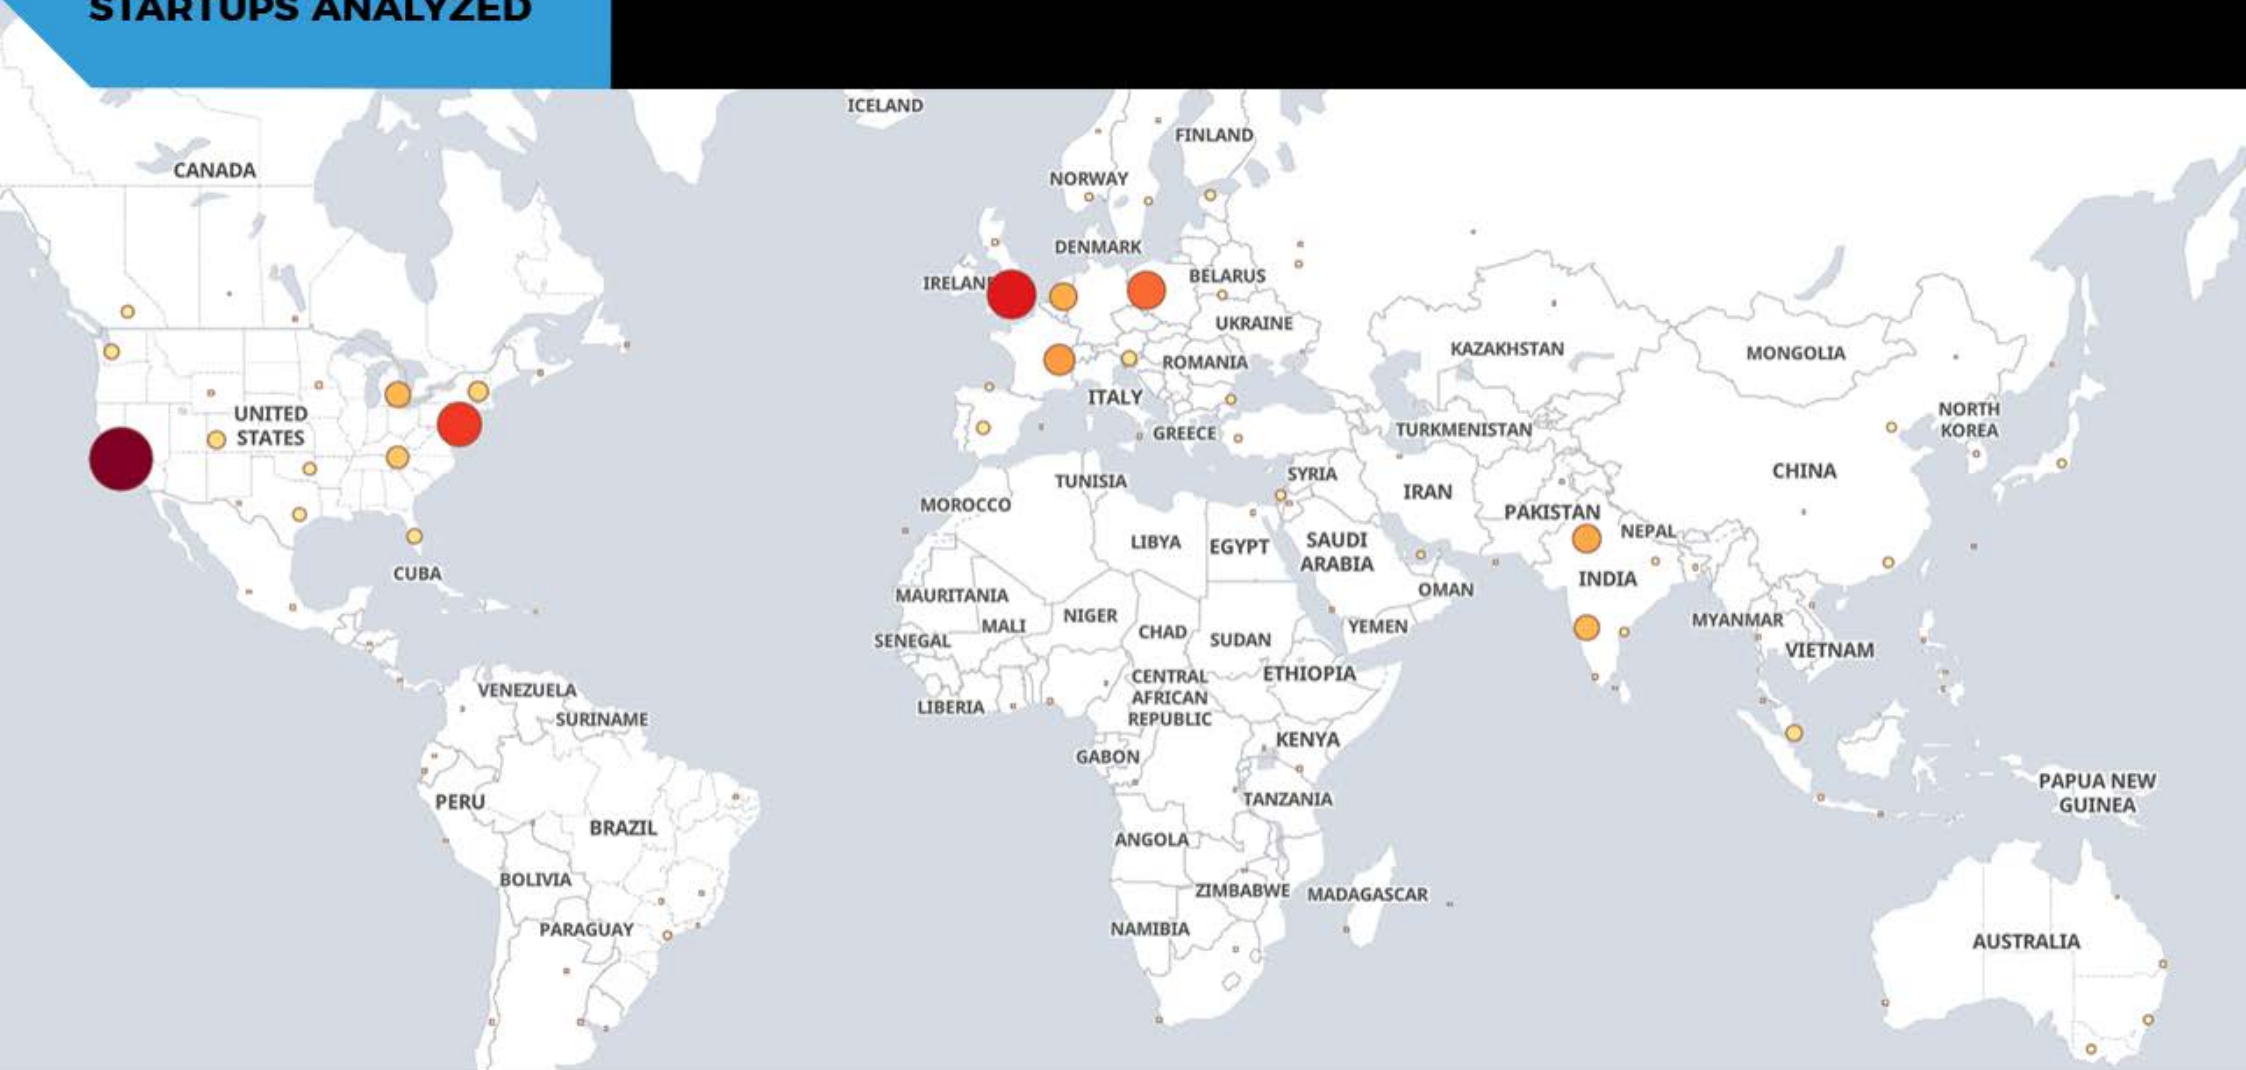 STARTUPS ANALYZED
ICELAND
FINLAND
CANADA
NORWAY
DENMARK
BELARUS
IRELAN
UKRAINE
KAZAKHSTAN
MONGOLIA
ROMANIA
ITALY
UNITED
STATES
NORTH
KOREA
GREECE
TURKMENISTAN
SYRIA
CHINA
TUNISIA
IRAN
MOROCCO
PAKISTAN
NEPAL
LIBYA
EGYPT
SAUDI
ARABIA
CUBA
INDIA
OMAN
MAURITANIA
NIGER
MALI
CHAD
SUDAN
YEMEN
MYANMAR
SENEGAL
VIETNAM
CENTRAL
AFRICAN
REPUBLIC
ETHIOPIA
VENEZUELA
LIBERIA
SURINAME
KENYA
GABON
PAPUA NEW
GUINEA
PERU
TANZANIA
BRAZIL
ANGOLA
BOLIVIA
ZIMBABWE
MADAGASCAR
PARAGUAY
NAMIBIA
AUSTRALIA